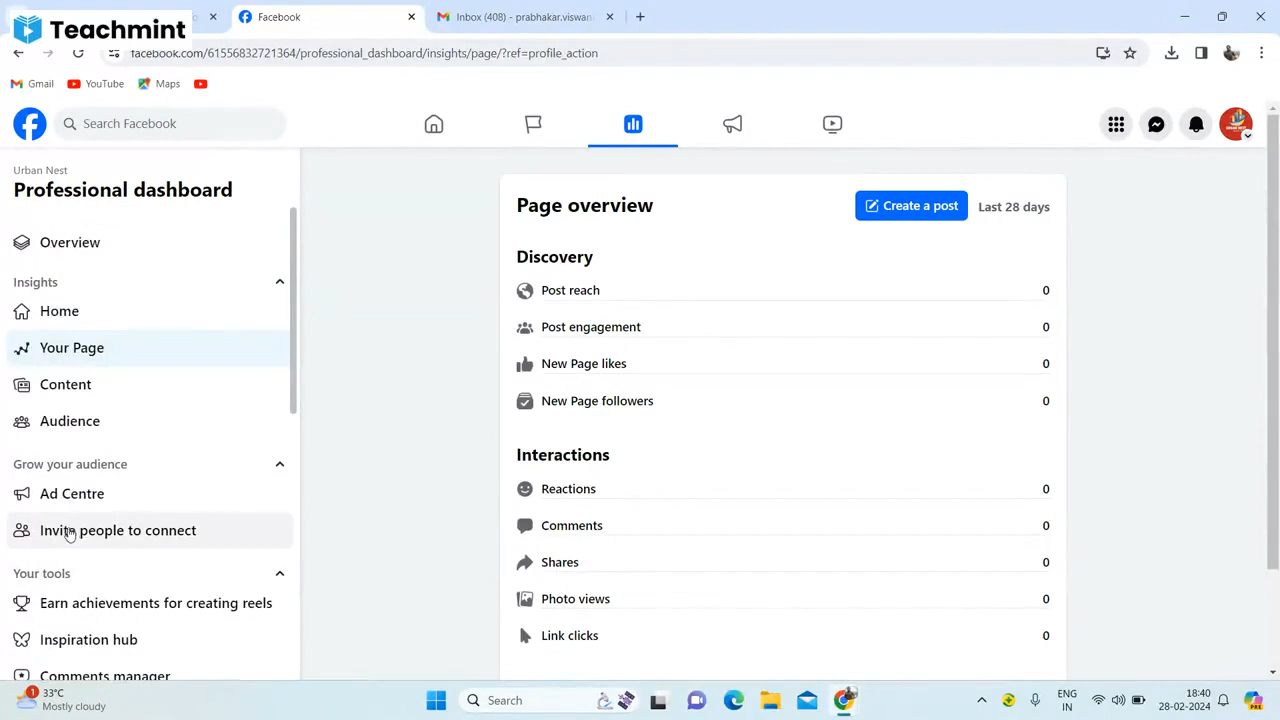 Teachmint
Facebook
Inbox (408) - prabhakar.viswan
facebook.com/61556832721364/professional_dashboard/insights/page/?ref=profile_action
Gmail
YouTube
Maps
Search Facebook
Urban Nest
Professional dashboard
Overview
Insights
Home
Your Page
Content
Audience
Grow your audience
Ad Centre
Invite people to connect
Your tools
Earn achievements for creating reels
Inspiration hub
Comments manager
Page overview
Create a post
Last 28 days
Discovery
Post reach 0
Post engagement 0
New Page likes 0
New Page followers 0
Interactions
Reactions 0
Comments 0
Shares 0
Photo views 0
Link clicks 0
1
33°C
Mostly cloudy
Search
ENG
IN
18:40
28-02-2024